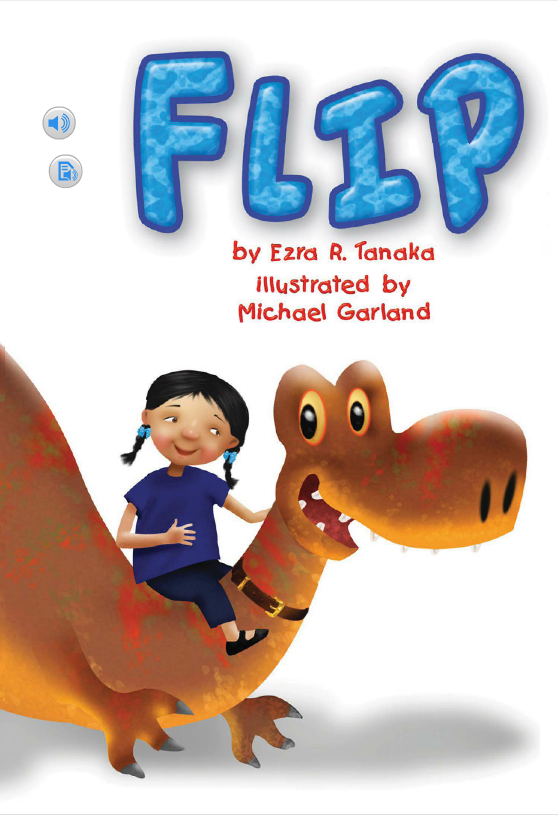 FLIP
by Ezra R. Tanaka
illustrated by
Michael Garland